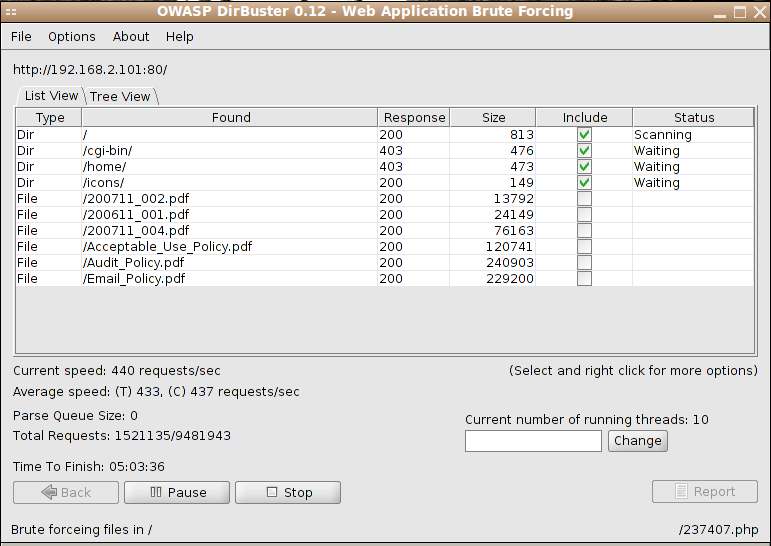 OWASP DirBuster 0.12 - Web Application Brute Forcing
File Options About Help
http://192.168.2.101:80/
List View Tree View
Type Found Response Size Include Status
Dir / 200 813 Scanning
Dir /cgi-bin/ 403 476 Waiting
Dir /home/ 403 473 Waiting
Dir /icons/ 200 149 Waiting
File /200711_002.pdf 200 13792
File /200611_001.pdf 200 24149
File /200711_004.pdf 200 76163
File /Acceptable_Use_Policy.pdf 200 120741
File /Audit_Policy.pdf 200 240903
File /Email_Policy.pdf 200 229200
Current speed: 440 requests/sec (Select and right click for more options)
Average speed: (T) 433, (C) 437 requests/sec
Parse Queue Size: 0
Current number of running threads: 10
Total Requests: 1521135/9481943
Change
Time To Finish: 05:03:36
Back Pause Stop Report
Brute forceing files in / /237407.php